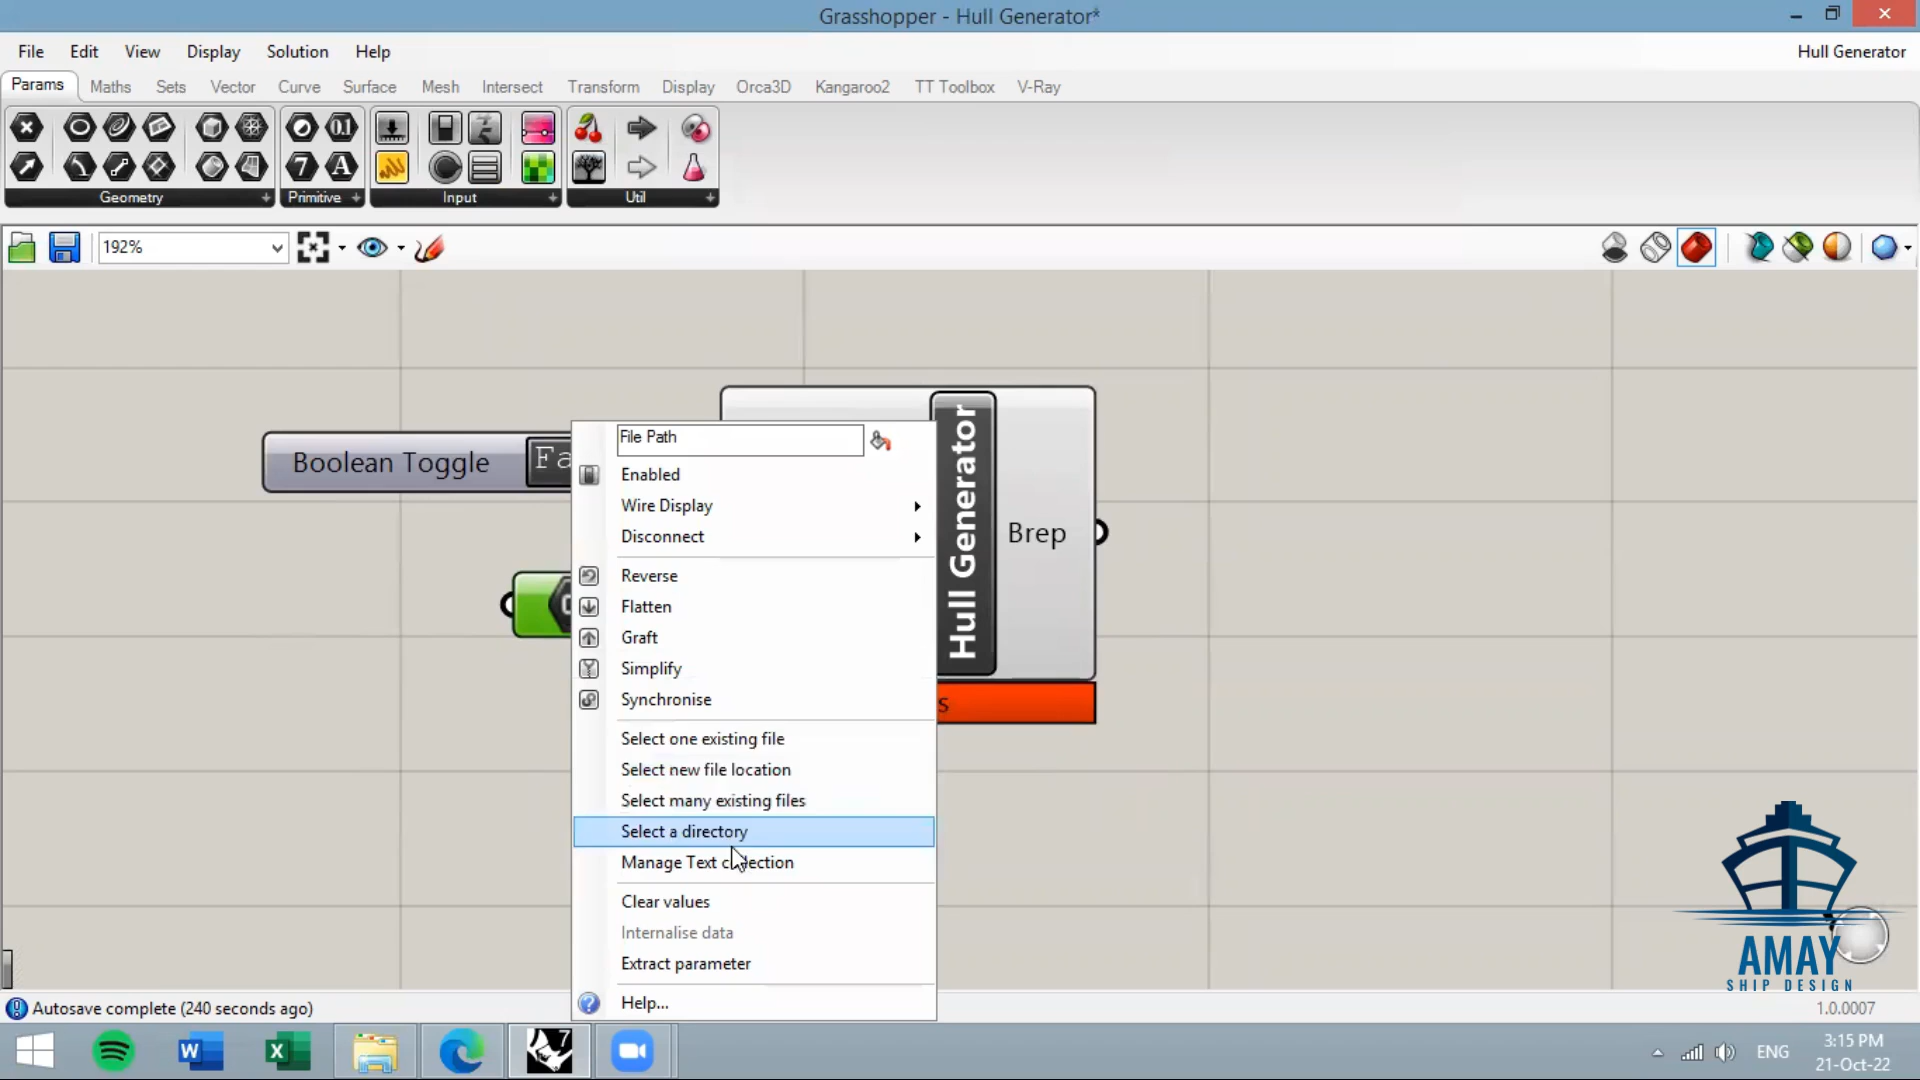 Grasshopper - Hull Generator*
File Edit View Display Solution Help
Hull Generator
Params Maths Sets Vector Curve Surface Mesh Intersect Transform Display Orca3D Kangaroo2 TT Toolbox V-Ray
Geometry
Primitive
Input
Util
192%
Boolean Toggle
Fa
File Path
Enabled
Wire Display
Disconnect
Reverse
Flatten
Graft
Simplify
Synchronise
Select one existing file
Select new file location
Select many existing files
Select a directory
Manage Text collection
Clear values
Internalise data
Extract parameter
Help...
Hull Generator
Brep
s
AMAY
SHIP DESIGN
Autosave complete (240 seconds ago)
1.0.0007
ENG
3:15 PM
21-Oct-22